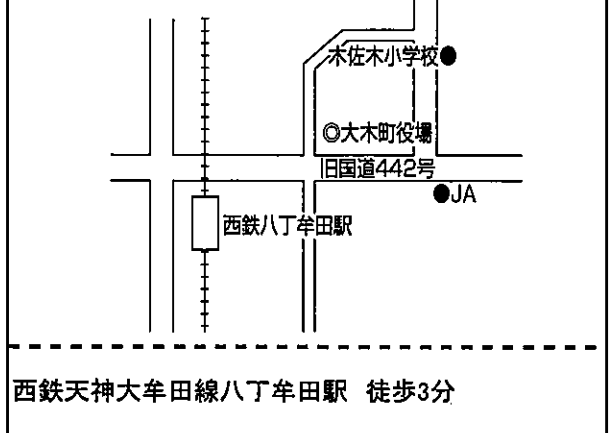 木佐木小学校
大木町役場
旧国道442号
JA
西鉄八丁牟田駅
西鉄天神大牟田線八丁牟田駅 徒歩3分